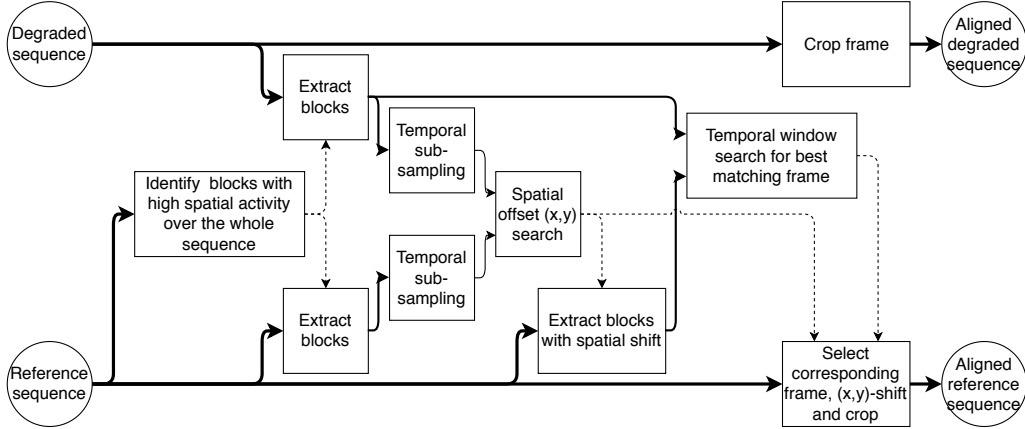 Degraded
sequence
Crop frame
Aligned
degraded
sequence
Extract
blocks
Temporal
sub-
sampling
Temporal window
search for best
matching frame
Identify  blocks with
high spatial activity
over the whole
sequence
Spatial
offset (x,y)
search
Temporal
sub-
sampling
Extract
blocks
Extract blocks
with spatial shift
Reference
sequence
Select
corresponding
frame, (x,y)-shift
and crop
Aligned
reference
sequence